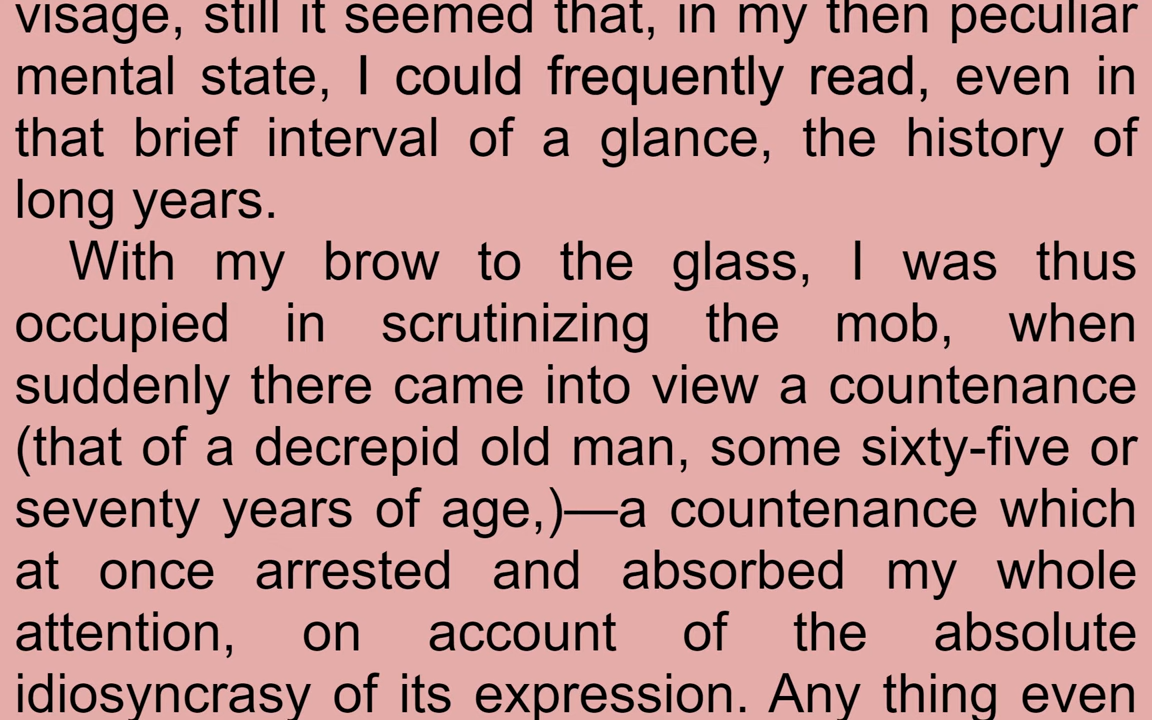 visage, still it seemed that, in my then peculiar
mental state, I could frequently read, even in
that brief interval of a glance, the history of
long years.
With my brow to the glass, I was thus
occupied in scrutinizing the mob, when
suddenly there came into view a countenance
(that of a decrepid old man, some sixty-five or
seventy years of age,)—a countenance which
at once arrested and absorbed my whole
attention, on account of the absolute
idiosyncrasy of its expression. Any thing even